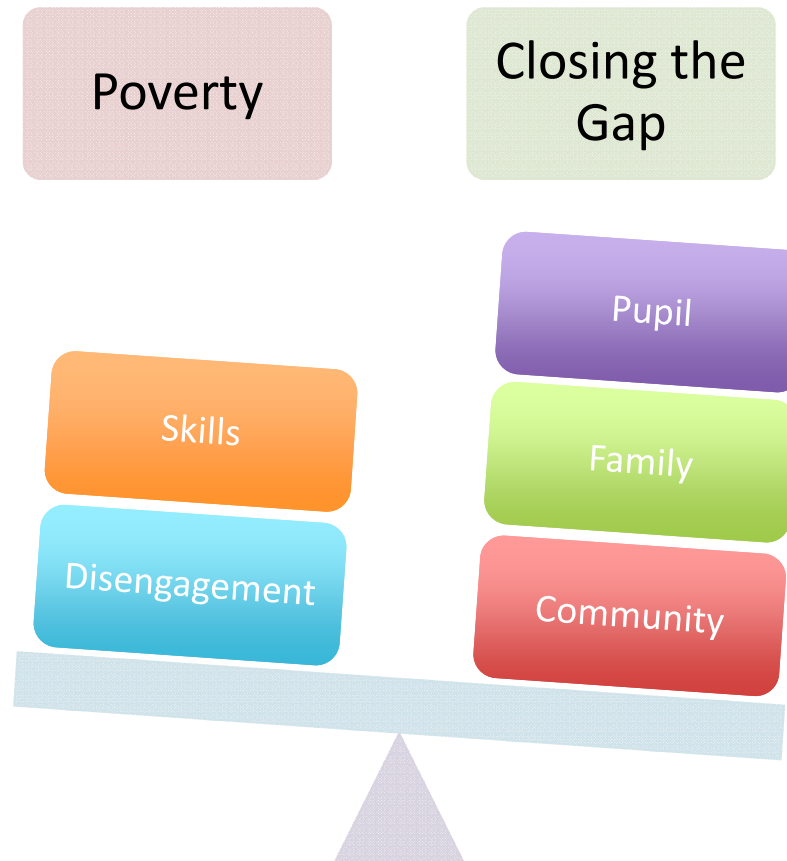 Poverty
Closing the
Gap
Pupil
Skills
Family
Disengagement
Community